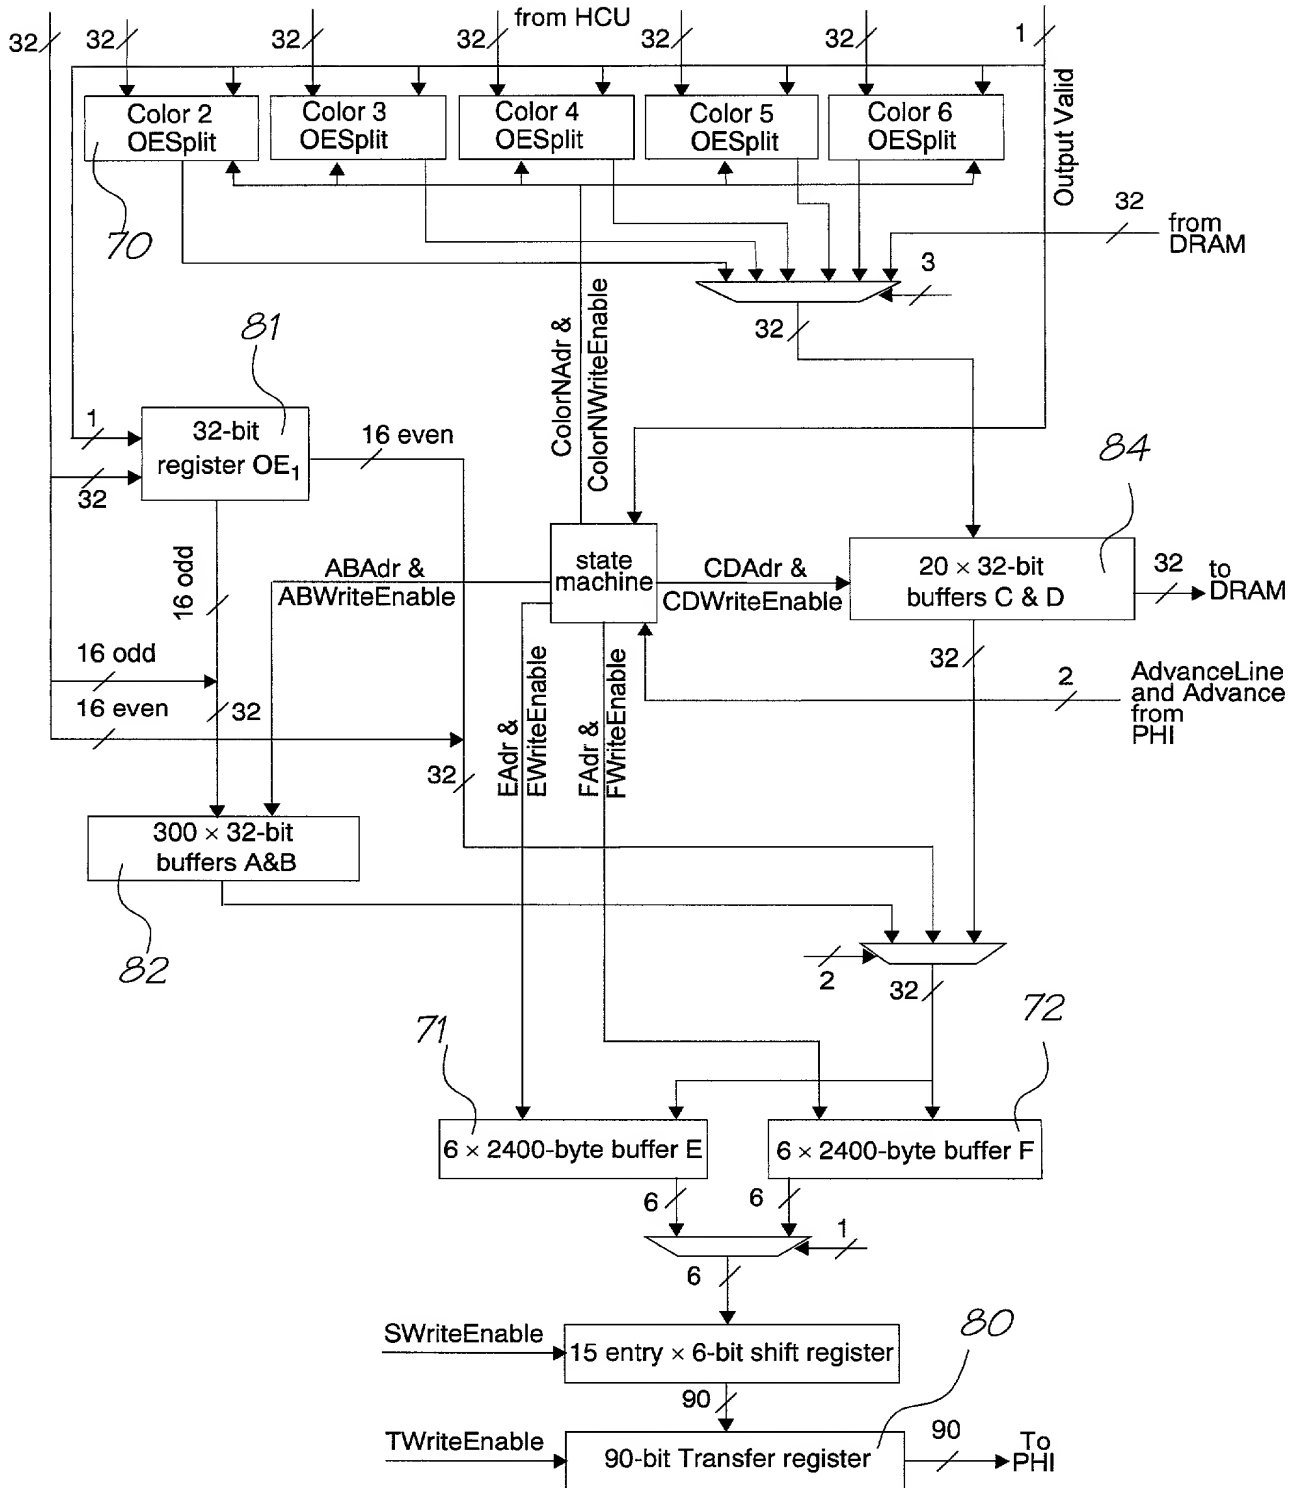 from HCU
32
32
32
32
32
32
1
Color 2
OESplit
Color 3
OESplit
Color 4
OESplit
Color 5
OESplit
Color 6
OESplit
Output Valid
70
32
from
DRAM
3
32
81
ColorNAdr &
ColorNWriteEnable
1
32-bit
register OE1
16 even
32
84
16 odd
ABAdr &
ABWriteEnable
state
machine
CDAdr &
CDWriteEnable
20 × 32-bit
buffers C & D
32
to
DRAM
16 odd
16 even
32
32
EAdr &
EWriteEnable
FAdr &
FWriteEnable
32
2
AdvanceLine
and Advance
from
PHI
300 × 32-bit
buffers A&B
82
2
32
71
72
6 × 2400-byte buffer E
6 × 2400-byte buffer F
6
6
1
6
80
SWriteEnable
15 entry × 6-bit shift register
90
TWriteEnable
90-bit Transfer register
90
To
PHI